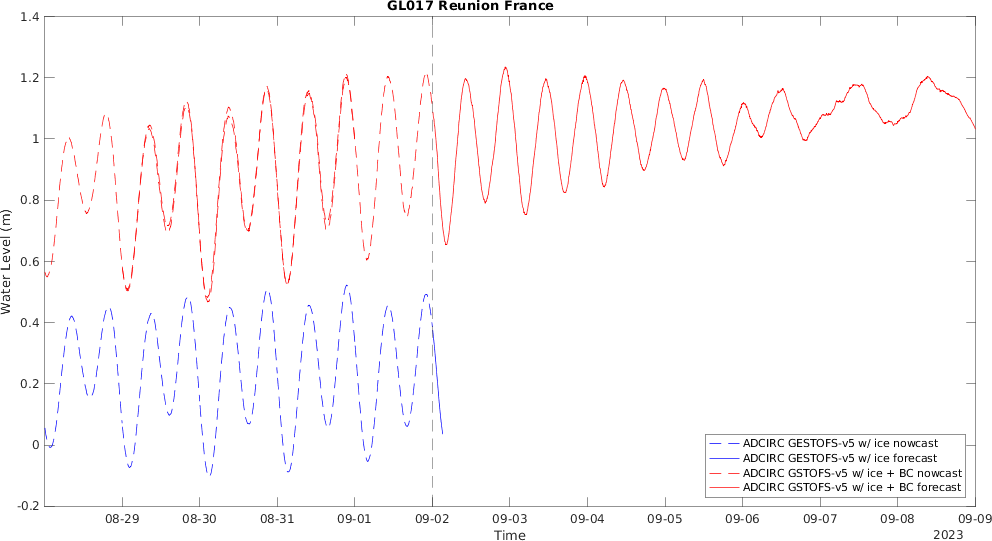 GL017 Reunion France
1.4
1.2
1
0.8
0.6
0.4
0.2
0
-0.2
Water Level (m)
08-29 08-30 08-31 09-01 09-02 09-03 09-04 09-05 09-06 09-07 09-08 09-09
Time
2023
ADCIRC GESTOFS-v5 w/ ice nowcast
ADCIRC GESTOFS-v5 w/ ice forecast
ADCIRC GSTOFS-v5 w/ ice + BC nowcast
ADCIRC GSTOFS-v5 w/ ice + BC forecast